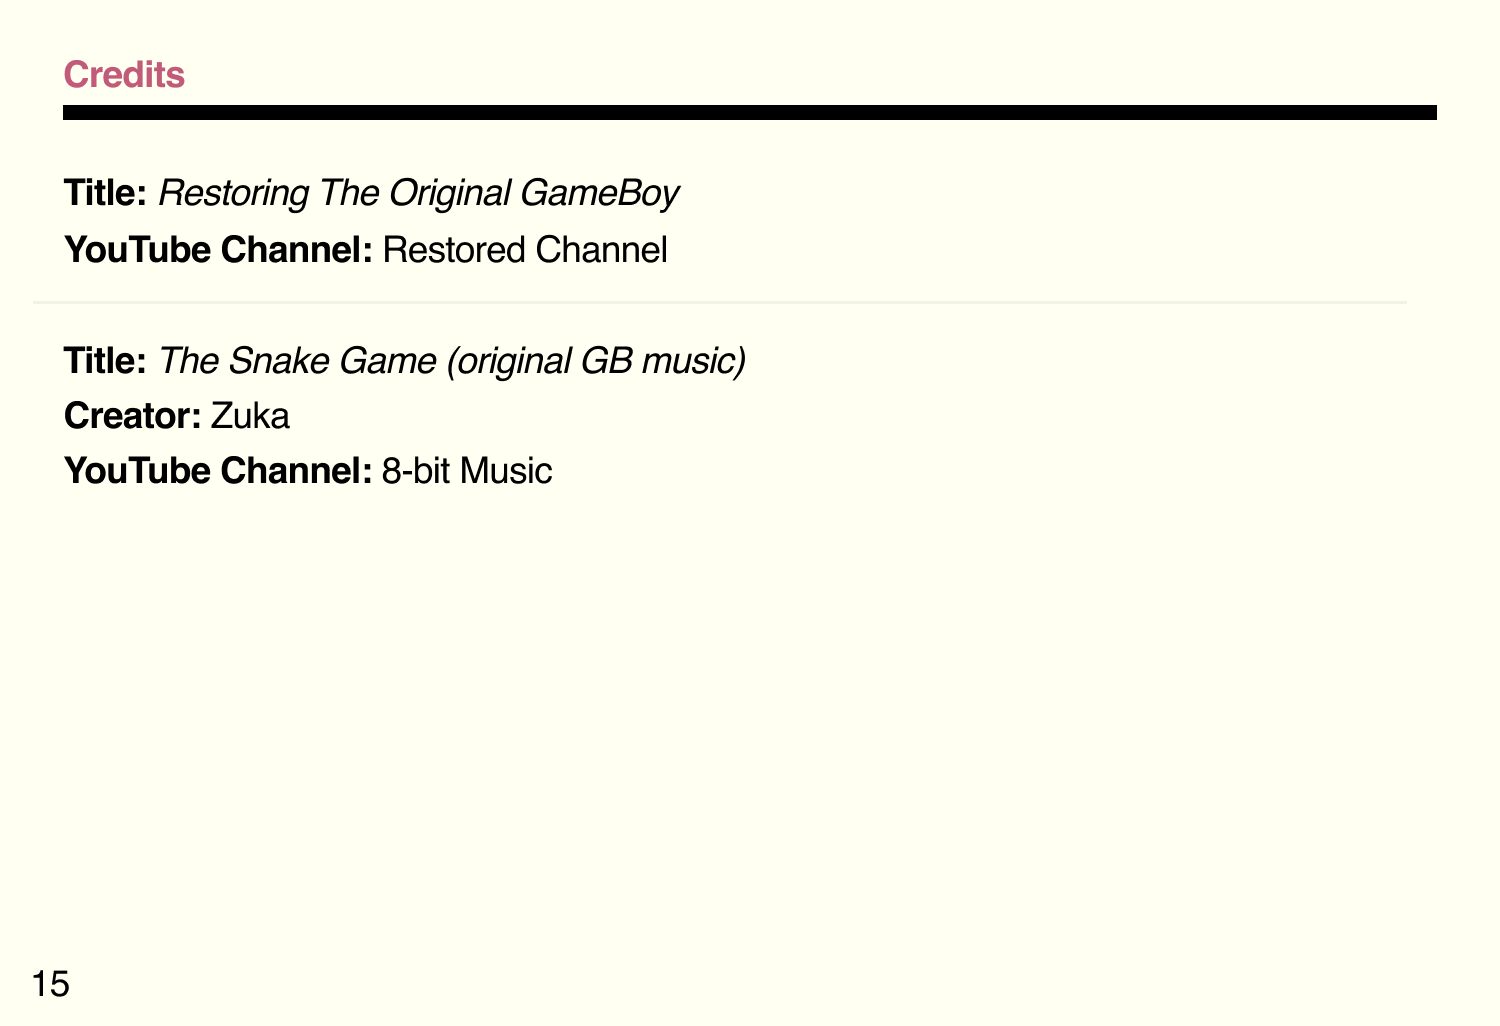 Credits
Title: Restoring The Original GameBoy
YouTube Channel: Restored Channel
Title: The Snake Game (original GB music)
Creator: Zuka
YouTube Channel: 8-bit Music
15